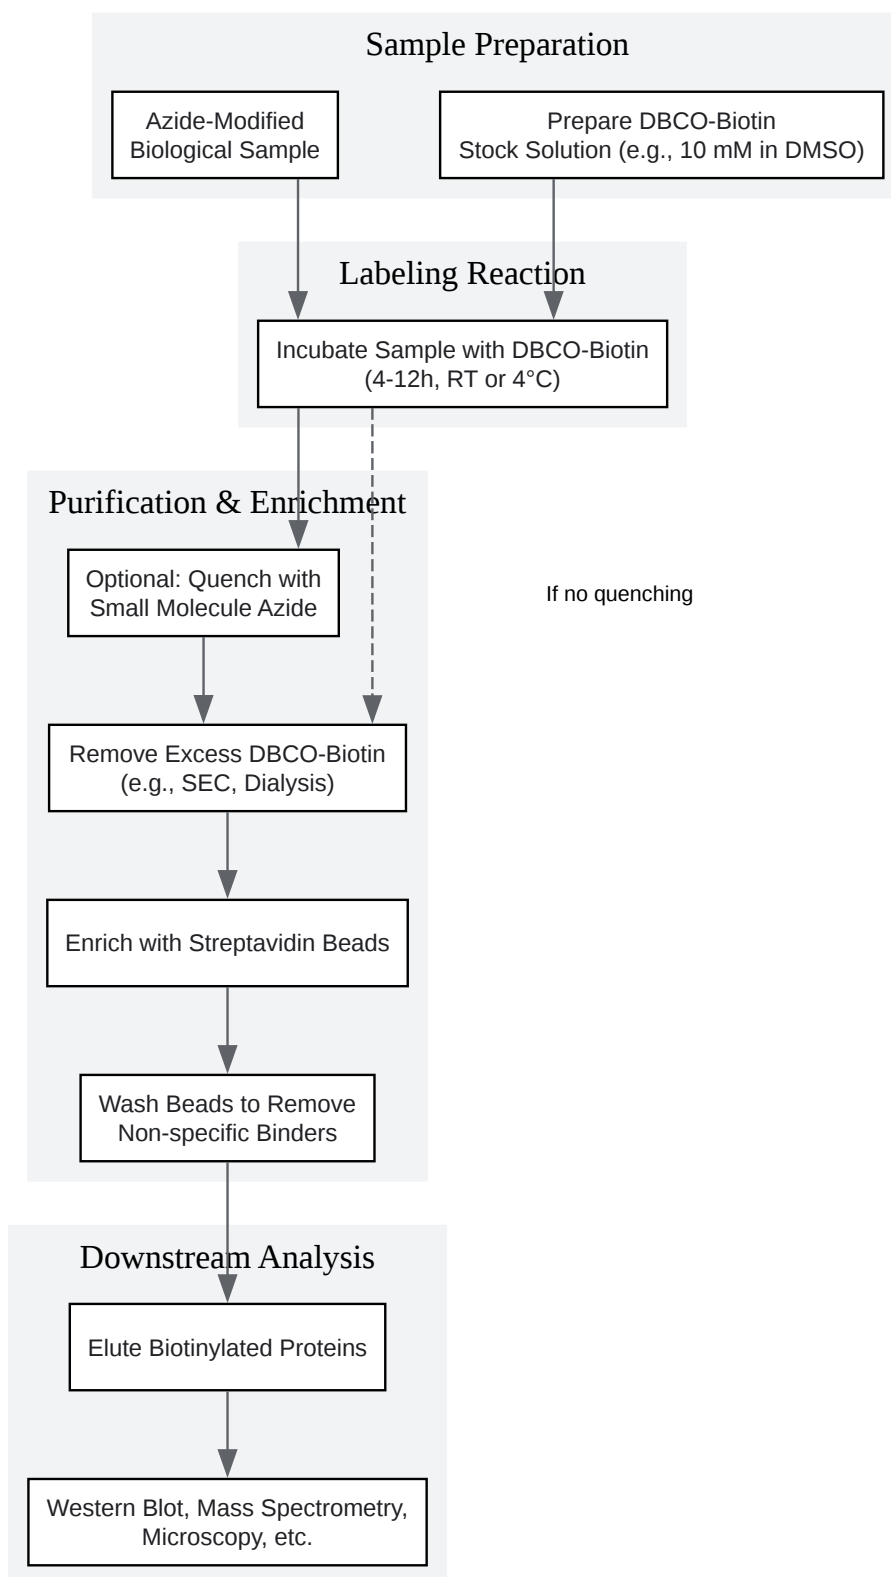 Sample Preparation
Azide-Modified
Biological Sample
Prepare DBCO-Biotin
Stock Solution (e.g., 10 mM in DMSO)
Labeling Reaction
Incubate Sample with DBCO-Biotin
(4-12h, RT or 4°C)
Purification & Enrichment
Optional: Quench with
Small Molecule Azide
If no quenching
Remove Excess DBCO-Biotin
(e.g., SEC, Dialysis)
Enrich with Streptavidin Beads
Wash Beads to Remove
Non-specific Binders
Downstream Analysis
Elute Biotinylated Proteins
Western Blot, Mass Spectrometry,
Microscopy, etc.